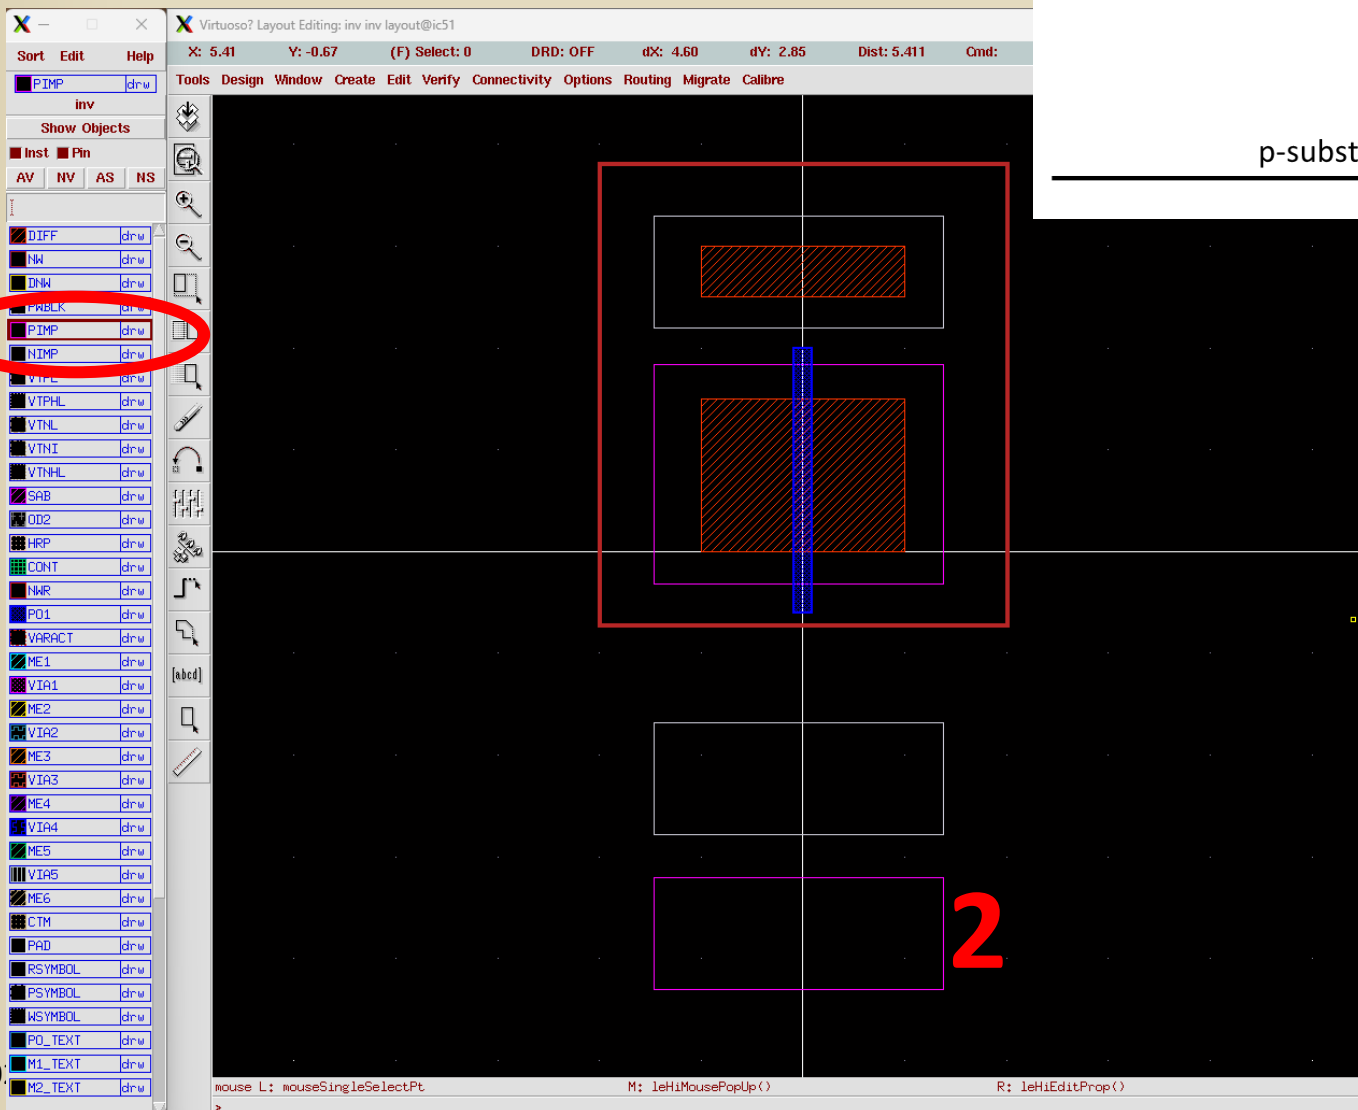 Virtuoso? Layout Editing: inv inv layout@ic51
Sort Edit Help
X: 5.41 Y: -0.67 (F) Select: 0 DRD: OFF dX: 4.60 dY: 2.85 Dist: 5.411 Cmd:
Tools Design Window Create Edit Verify Connectivity Options Routing Migrate Calibre
PIMP drw
inv
Show Objects
Inst Pin
AV NV AS NS
p-subst
DIFF drw
NW drw
DNW drw
PWBLK drw
PIMP drw
NIMP drw
drw
VTPHL drw
VTNL drw
VTNI drw
VTNHL drw
SAB drw
OD2 drw
HRP drw
CONT drw
NWR drw
PO1 drw
VARACT drw
ME1 drw
VIA1 drw
ME2 drw
VIA2 drw
ME3 drw
VIA3 drw
ME4 drw
VIA4 drw
ME5 drw
VIA5 drw
ME6 drw
CTM drw
PAD drw
RSYMBOL drw
PSYMBOL drw
WSYMBOL drw
PO_TEXT drw
M1_TEXT drw
M2_TEXT drw
[abcd]
2
mouse L: mouseSingleSelectPt M: leHiMousePopUp() R: leHiEditProp()
>